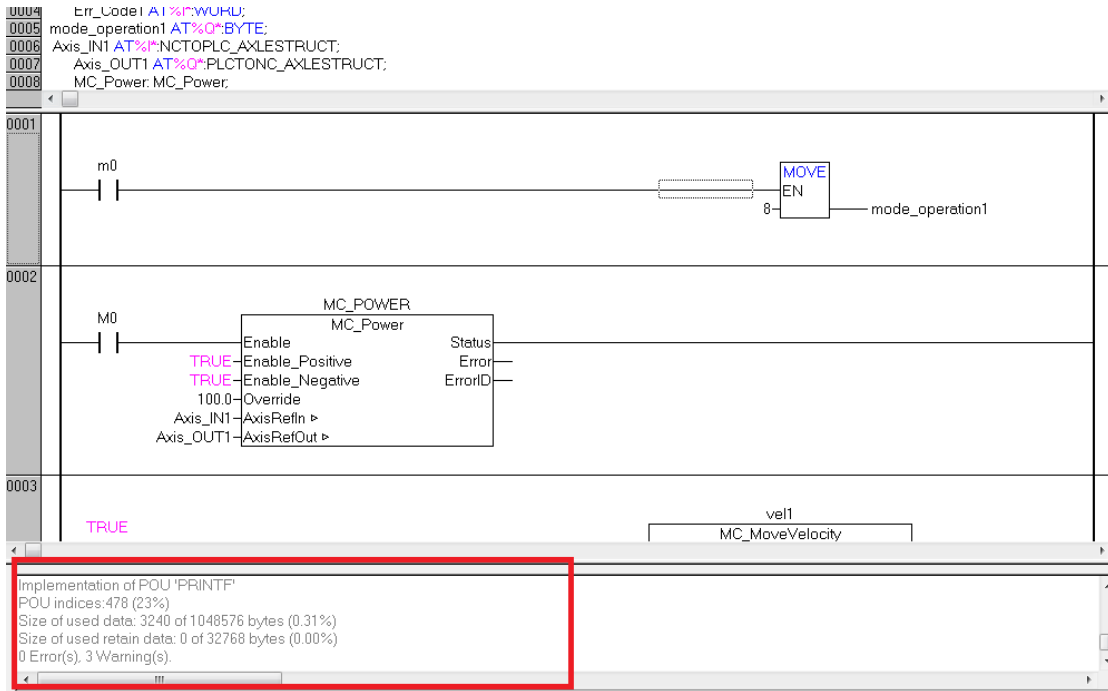 0004 Err_Code1 AT%I*:WORD;
0005 mode_operation1 AT%Q*:BYTE;
0006 Axis_IN1 AT%I*:NCTOPLC_AXLESTRUCT;
0007 Axis_OUT1 AT%Q*:PLCTONC_AXLESTRUCT;
0008 MC_Power: MC_Power;
0001
m0
MOVE
EN
8
mode_operation1
0002
MC_POWER
M0
MC_Power
Enable Status
TRUE Enable_Positive Error
TRUE Enable_Negative ErrorID
100.0 Override
Axis_IN1 AxisRefIn ▹
Axis_OUT1 AxisRefOut ▹
0003
vel1
TRUE
MC_MoveVelocity
Implementation of POU 'PRINTF'
POU indices:478 (23%)
Size of used data: 3240 of 1048576 bytes (0.31%)
Size of used retain data: 0 of 32768 bytes (0.00%)
0 Error(s), 3 Warning(s).